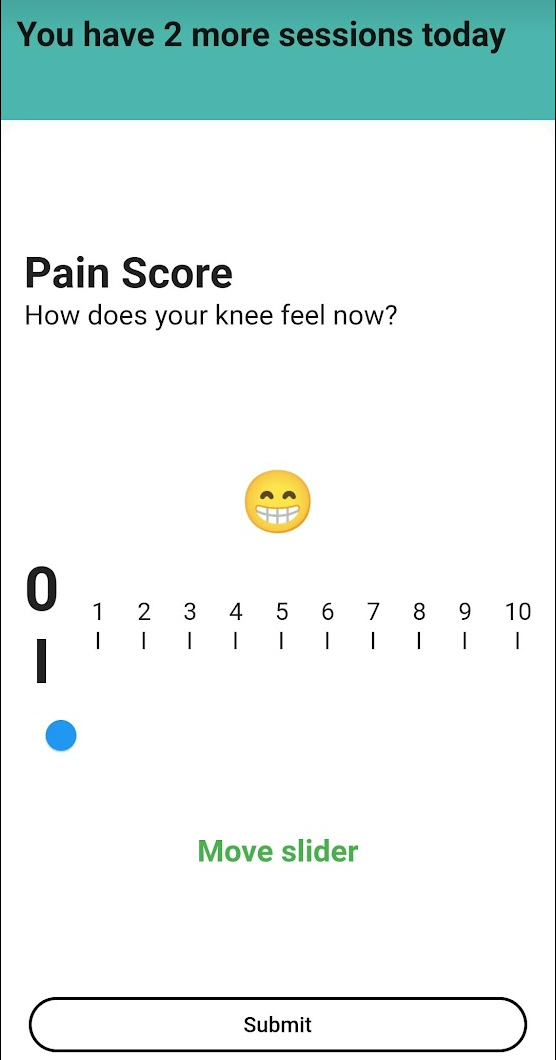 You have 2 more sessions today
Pain Score
How does your knee feel now?
0 1 2 3 4 5 6 7 8 9 10
Move slider
Submit